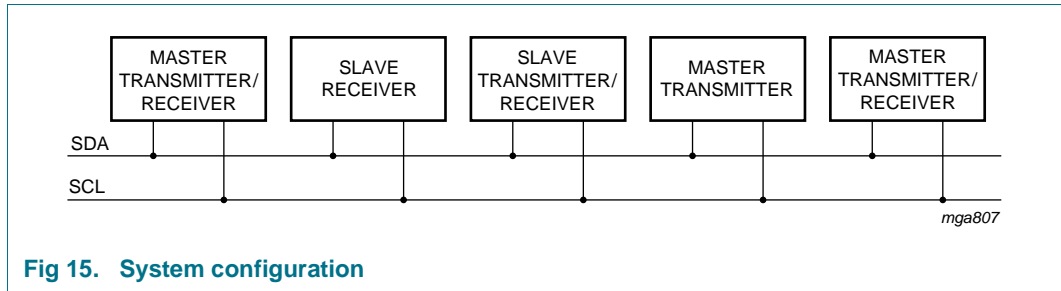 MASTER
TRANSMITTER/
RECEIVER
SLAVE
RECEIVER
SLAVE
TRANSMITTER/
RECEIVER
MASTER
TRANSMITTER
MASTER
TRANSMITTER/
RECEIVER
SDA
SCL
mga807
Fig 15. System configuration